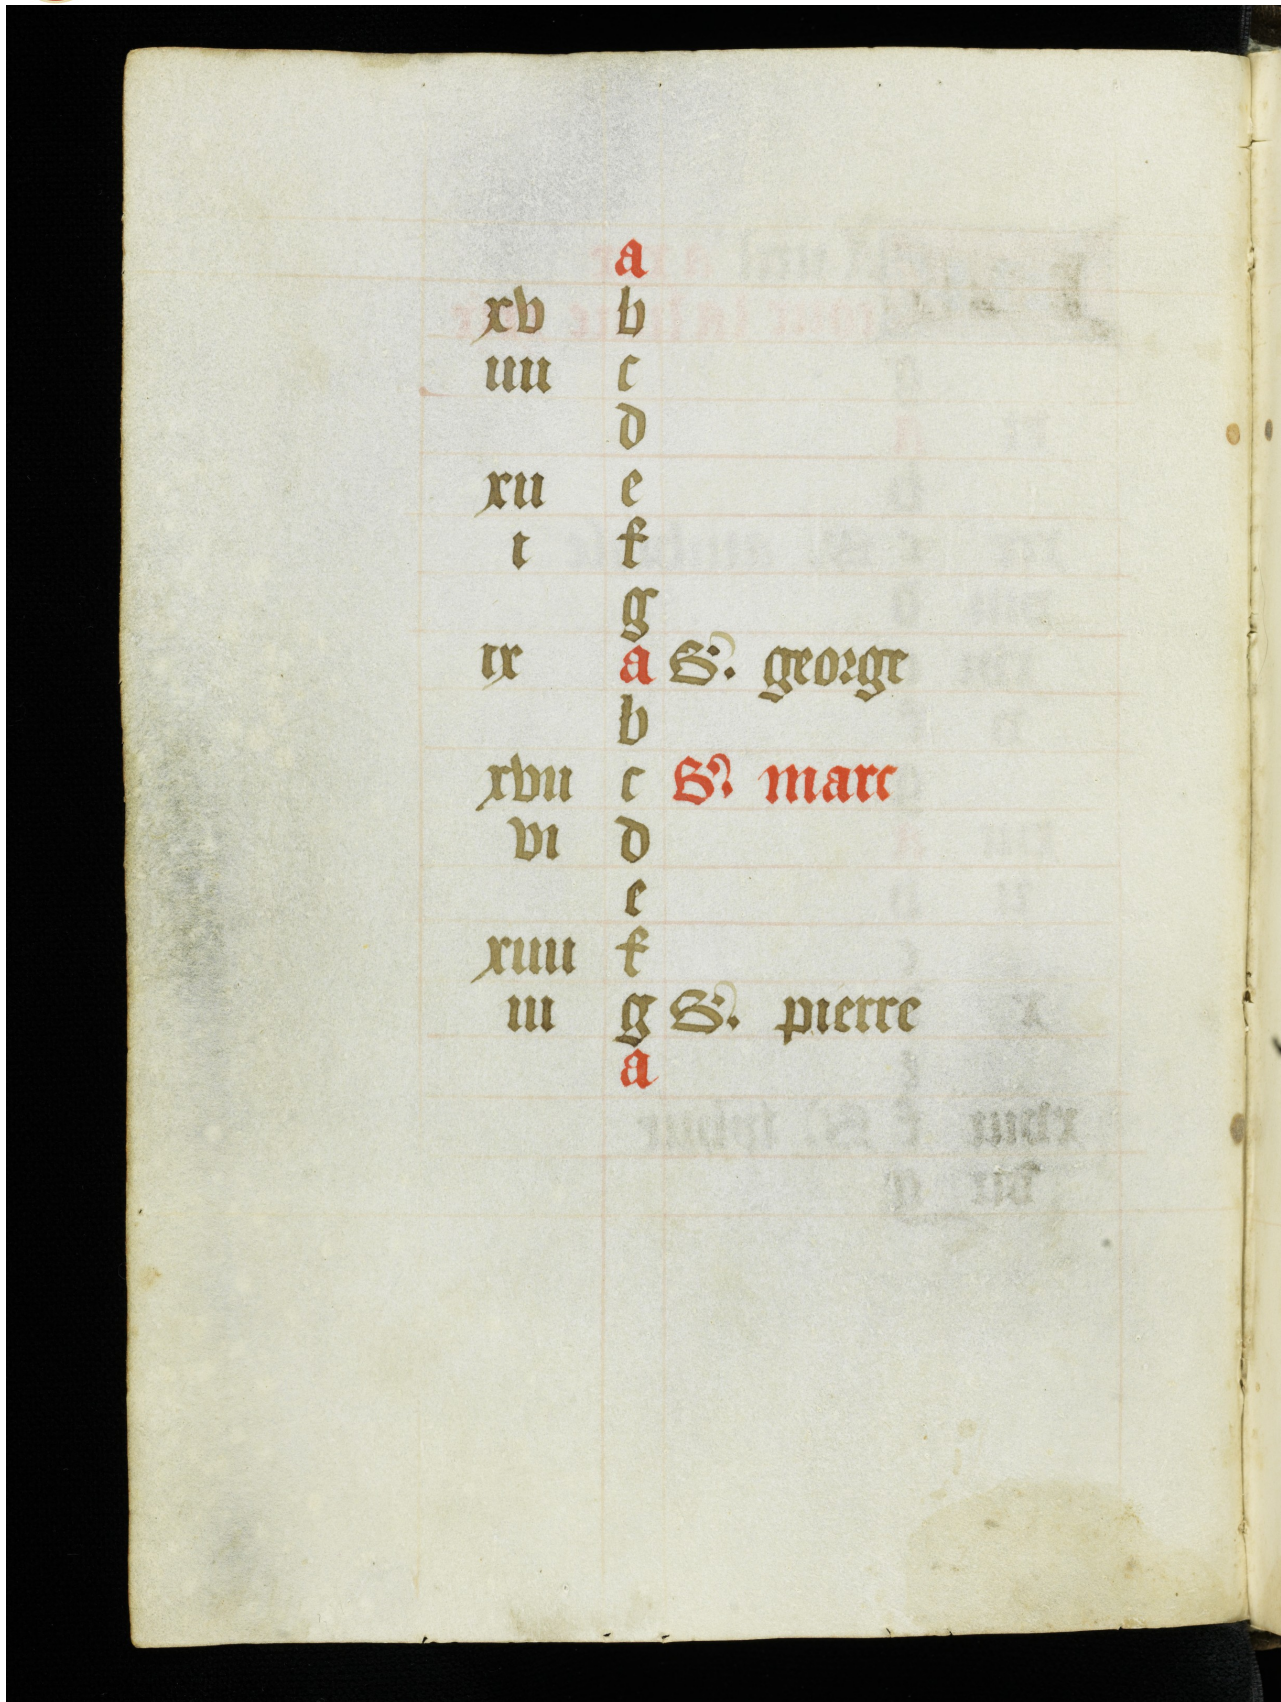 a
xv b
iiii c
d
xii e
i f
g
ix a S. george
b
xvii c S. marc
vi d
e
xiiii f
iii g S. pierre
a